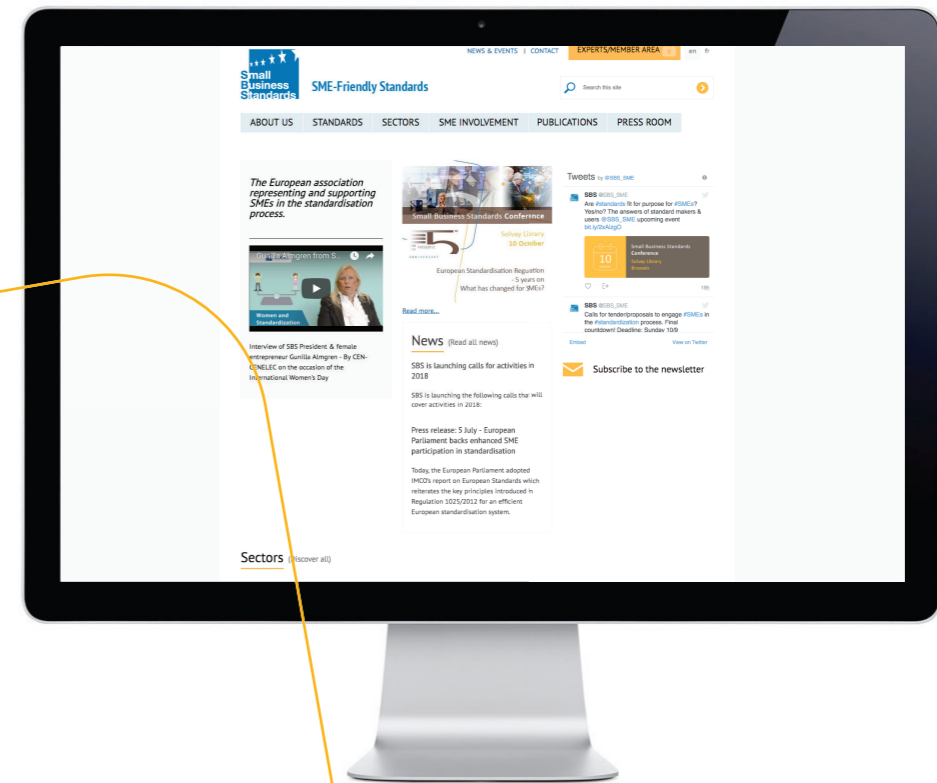 NEWS & EVENTS | CONTACT
EXPERTS/MEMBER AREA
en fr
Small
Business
Standards
SME-Friendly Standards
Search this site
ABOUT US STANDARDS SECTORS SME INVOLVEMENT PUBLICATIONS PRESS ROOM
The European association
representing and supporting
SMEs in the standardisation
process.
Gunilla Almgren from S...
Women and
Standardization
Interview of SBS President & female
entrepreneur Gunilla Almgren - By CEN-
CENELEC on the occasion of the
International Women's Day
Small Business Standards Conference
5
ANNIVERSARY
Solvay Library
10 October
European Standardisation Regulation
- 5 years on
What has changed for SMEs?
Read more...
News (Read all news)
SBS is launching calls for activities in
2018
SBS is launching the following calls that will
cover activities in 2018:
Press release: 5 July - European
Parliament backs enhanced SME
participation in standardisation
Today, the European Parliament adopted
IMCO's report on European Standards which
reiterates the key principles introduced in
Regulation 1025/2012 for an efficient
European standardisation system.
Tweets by @SBS_SME
SBS @SBS_SME
Are #standards fit for purpose for #SMEs?
Yes/no? The answers of standard makers &
users @SBS_SME upcoming event
Small Business Standards
Conference
Solvay Library,
Brussels
10
SBS @SBS_SME
Calls for tender/proposals to engage #SMEs in
the #standardization process. Final
countdown! Deadline: Sunday 10/9
Embed View on Twitter
Subscribe to the newsletter
Sectors (Discover all)